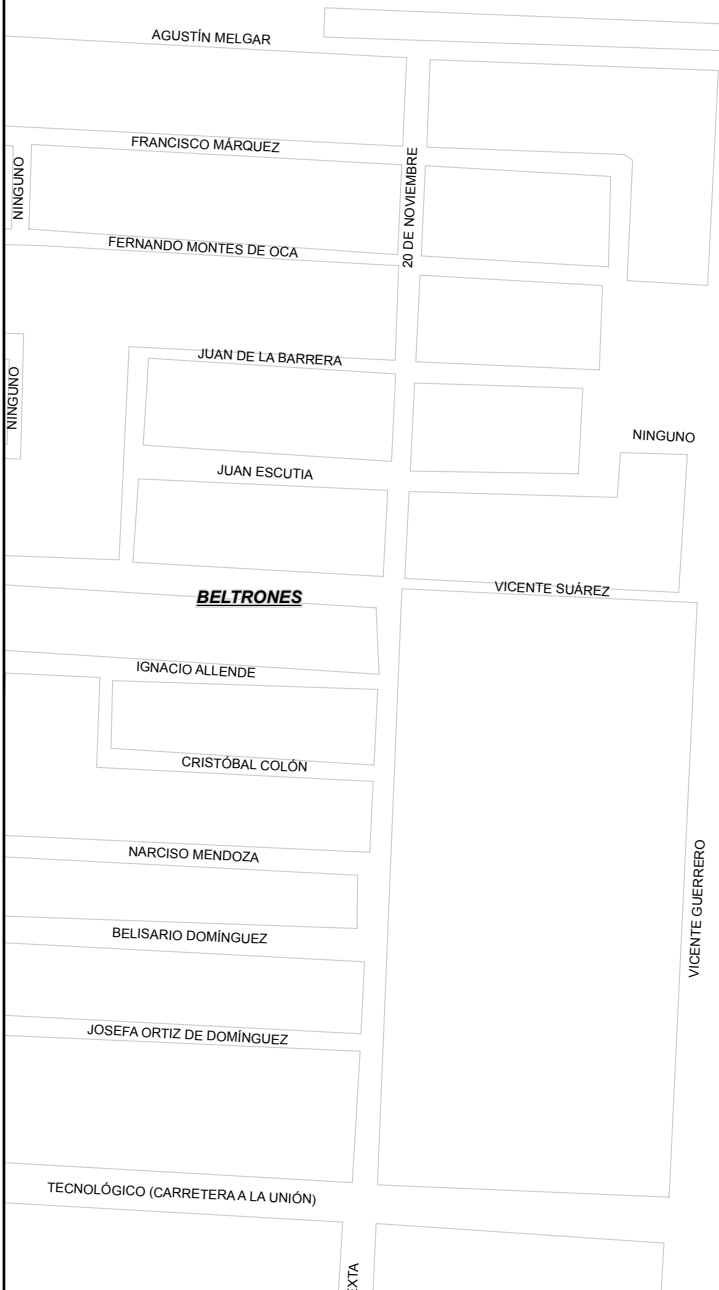 AGUSTÍN MELGAR
FRANCISCO MÁRQUEZ
NINGUNO
20 DE NOVIEMBRE
FERNANDO MONTES DE OCA
JUAN DE LA BARRERA
NINGUNO
NINGUNO
JUAN ESCUTIA
VICENTE SUÁREZ
BELTRONES
IGNACIO ALLENDE
CRISTÓBAL COLÓN
NARCISO MENDOZA
VICENTE GUERRERO
BELISARIO DOMÍNGUEZ
JOSEFA ORTIZ DE DOMÍNGUEZ
TECNOLÓGICO (CARRETERA A LA UNIÓN)
EXTA